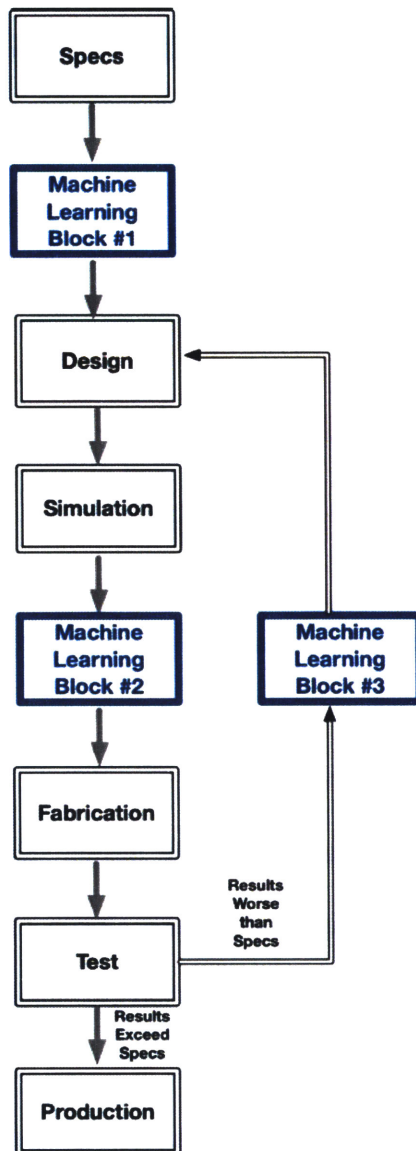 Specs
Machine
Learning
Block #1
Design
Simulation
Machine
Learning
Block #2
Machine
Learning
Block #3
Fabrication
Results
Worse
than
Specs
Test
Results
Exceed
Specs
Production